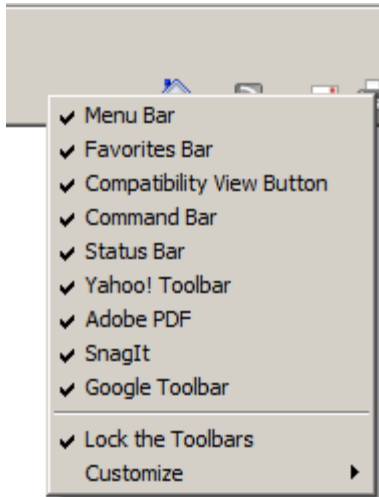 Menu Bar
Favorites Bar
Compatibility View Button
Command Bar
Status Bar
Yahoo! Toolbar
Adobe PDF
SnagIt
Google Toolbar
Lock the Toolbars
Customize